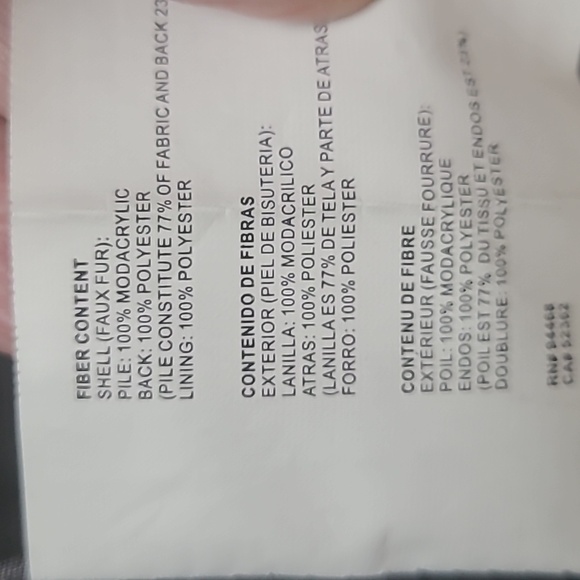 FIBER CONTENT
SHELL (FAUX FUR):
PILE: 100% MODACRYLIC
BACK: 100% POLYESTER
(PILE CONSTITUTE 77% OF FABRIC AND BACK 23
LINING: 100% POLYESTER
CONTENIDO DE FIBRAS
EXTERIOR (PIEL DE BISUTERIA):
LANILLA: 100% MODACRILICO
ATRAS: 100% POLIESTER
(LANILLA ES 77% DE TELA Y PARTE DE ATRAS
FORRO: 100% POLIESTER
CONTENU DE FIBRE
EXTÉRIEUR (FAUSSE FOURRURE):
POIL: 100% MODACRYLIQUE
ENDOS: 100% POLYESTER
(POIL EST 77% DU TISSU ET ENDOS EST 23%)
DOUBLURE: 100% POLYESTER
CA#